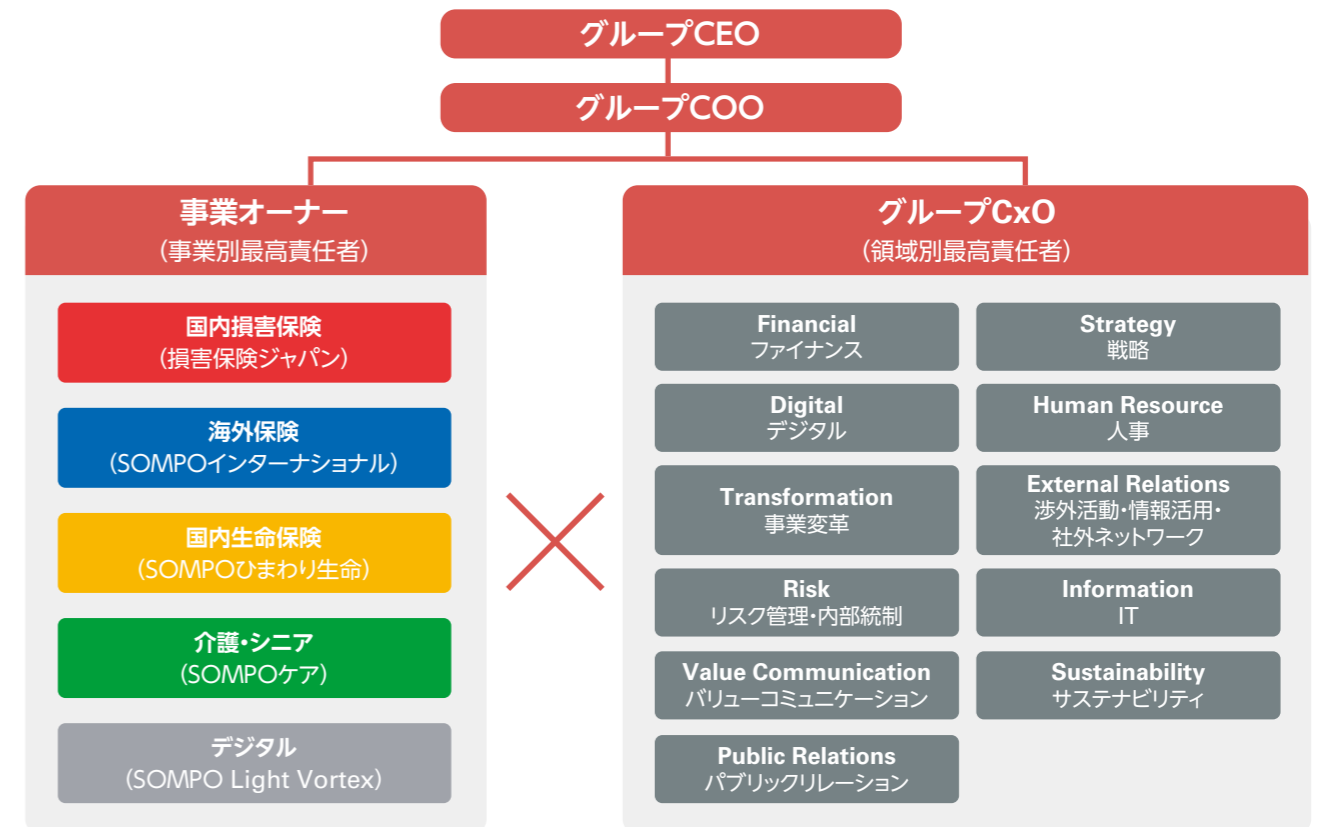 グループCEO
グループCOO
事業オーナー
（事業別最高責任者）
国内損害保険
（損害保険ジャパン）
海外保険
（SOMPOインターナショナル）
国内生命保険
（SOMPOひまわり生命）
介護・シニア
（SOMPOケア）
デジタル
（SOMPO Light Vortex）
グループCxO
（領域別最高責任者）
Financial
ファイナンス
Strategy
戦略
Digital
デジタル
Human Resource
人事
Transformation
事業変革
External Relations
渉外活動・情報活用・
社外ネットワーク
Risk
リスク管理・内部統制
Information
IT
Value Communication
バリューコミュニケーション
Sustainability
サステナビリティ
Public Relations
パブリックリレーション